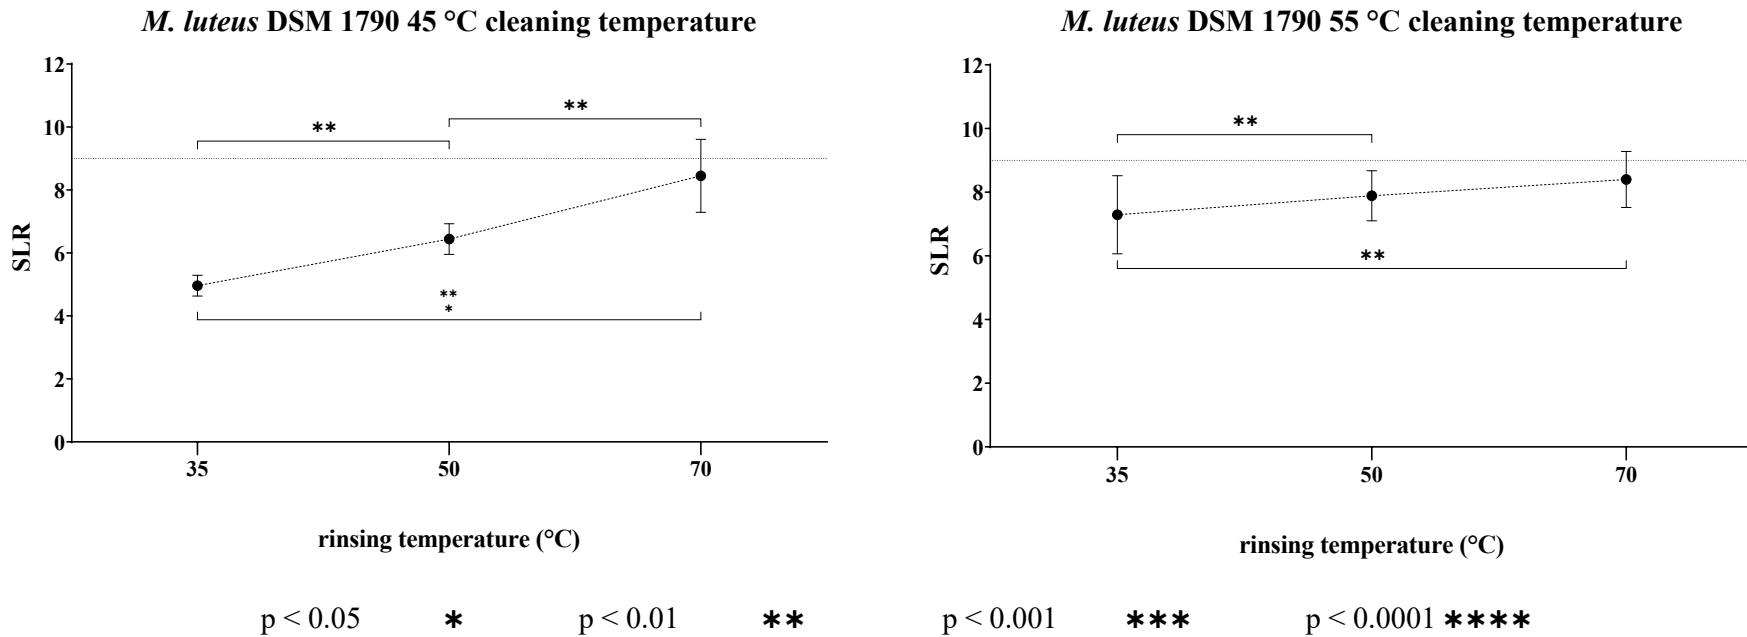 M. luteus DSM 1790 45 °C cleaning temperature
12
10
8
6
4
2
0
SLR
**
**
**
*
35 50 70
rinsing temperature (°C)
M. luteus DSM 1790 55 °C cleaning temperature
12
10
8
6
4
2
0
SLR
**
**
35 50 70
rinsing temperature (°C)
p < 0.05 * p < 0.01 ** p < 0.001 *** p < 0.0001 ****